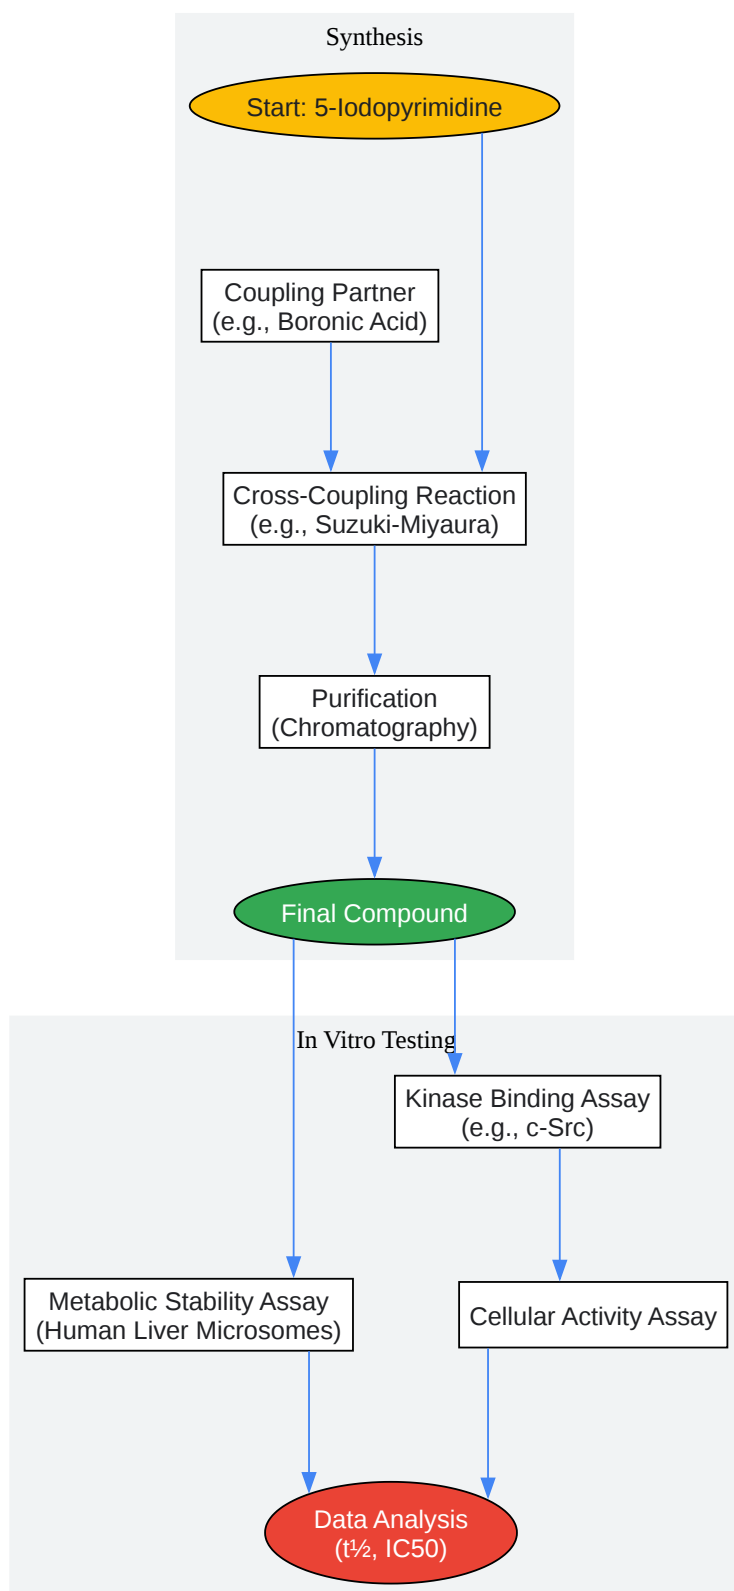 Synthesis
Start: 5-Iodopyrimidine
Coupling Partner
(e.g., Boronic Acid)
Cross-Coupling Reaction
(e.g., Suzuki-Miyaura)
Purification
(Chromatography)
Final Compound
In Vitro Testing
Kinase Binding Assay
(e.g., c-Src)
Metabolic Stability Assay
(Human Liver Microsomes)
Cellular Activity Assay
Data Analysis
(t½, IC50)